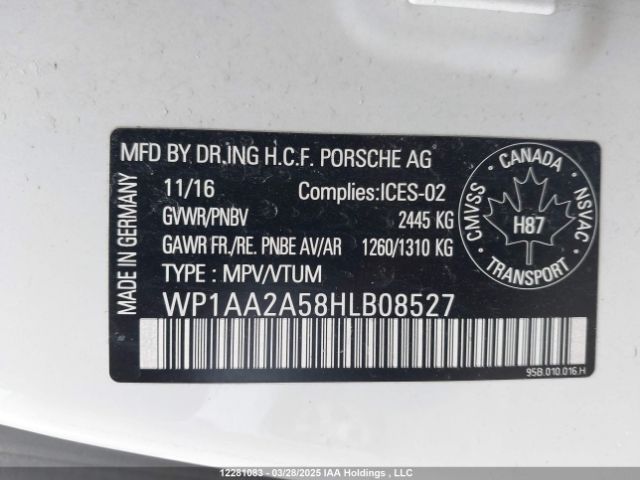 MADE IN GERMANY
MFD BY DR.ING H.C.F. PORSCHE AG
11/16 Complies:ICES-02
GVWR/PNBV 2445 KG
GAWR FR./RE. PNBE AV/AR 1260/1310 KG
TYPE : MPV/VTUM
WP1AA2A58HLB08527
CANADA
CMVSS
NSVAC
H87
TRANSPORT
95B.010.016.H
12281083 - 03/28/2025 IAA Holdings , LLC